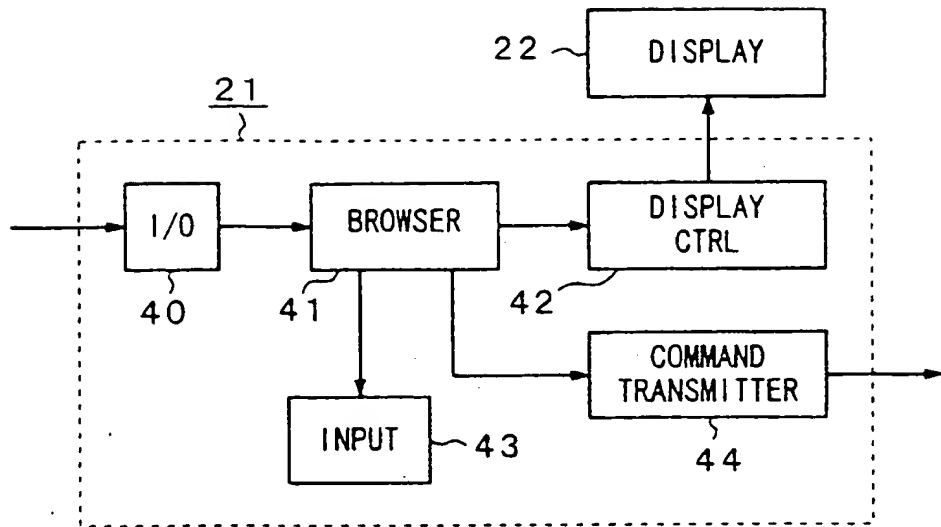 22
DISPLAY
21
I/O
BROWSER
DISPLAY
CTRL
40
41
42
COMMAND
TRANSMITTER
INPUT
43
44